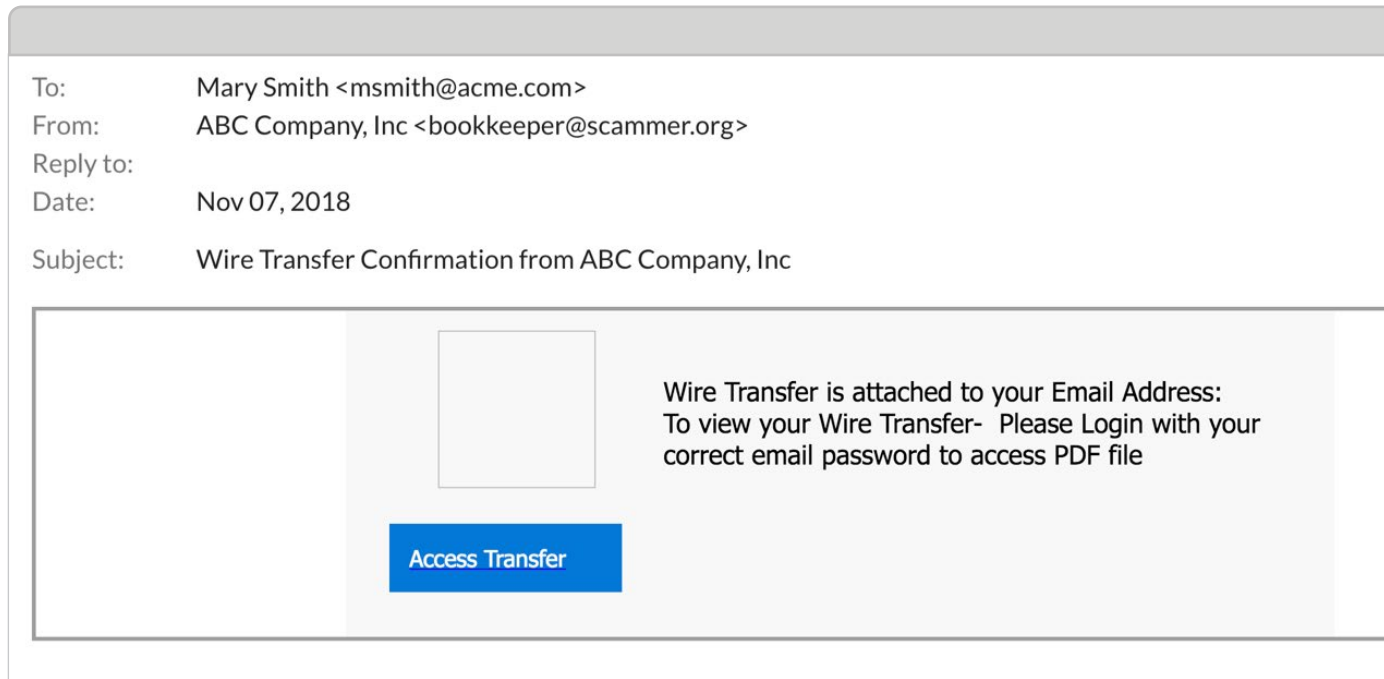 To: Mary Smith <msmith@acme.com>
From: ABC Company, Inc <bookkeeper@scammer.org>
Reply to:
Date: Nov 07, 2018
Subject: Wire Transfer Confirmation from ABC Company, Inc
Wire Transfer is attached to your Email Address:
To view your Wire Transfer-  Please Login with your
correct email password to access PDF file
Access Transfer